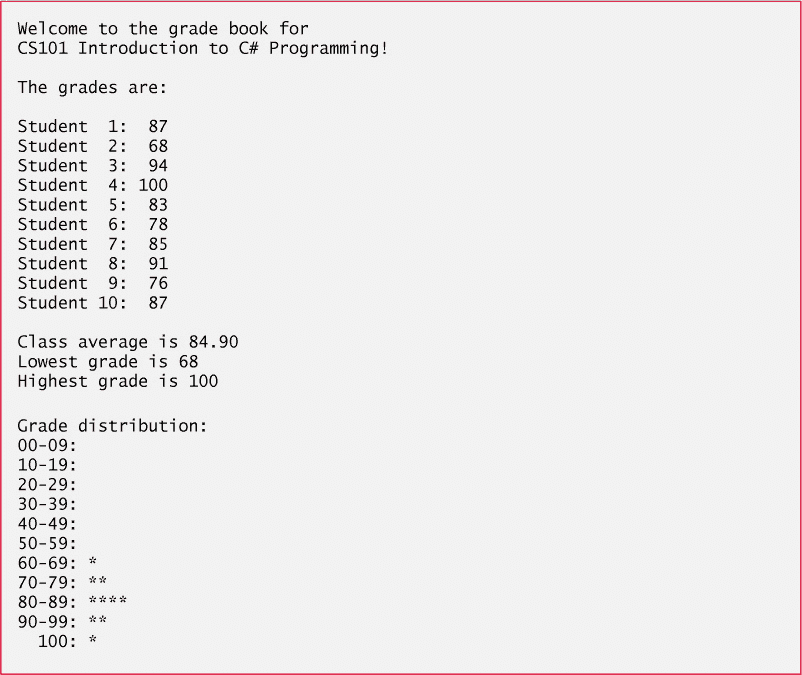 Welcome to the grade book for
CS101 Introduction to C# Programming!
The grades are:
Student  1:  87
Student  2:  68
Student  3:  94
Student  4: 100
Student  5:  83
Student  6:  78
Student  7:  85
Student  8:  91
Student  9:  76
Student 10:  87
Class average is 84.90
Lowest grade is 68
Highest grade is 100
Grade distribution:
00-09:
10-19:
20-29:
30-39:
40-49:
50-59:
60-69: *
70-79: **
80-89: ****
90-99: **
  100: *